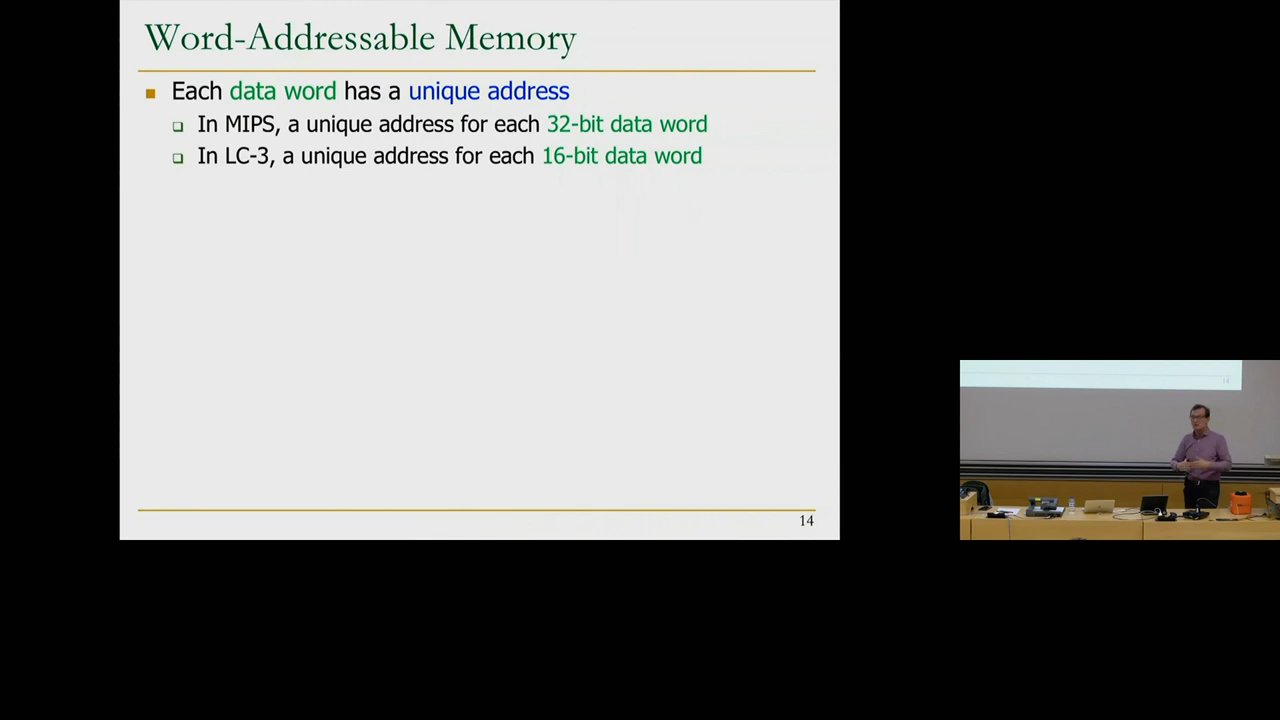 Word-Addressable Memory
Each data word has a unique address
In MIPS, a unique address for each 32-bit data word
In LC-3, a unique address for each 16-bit data word
14
14